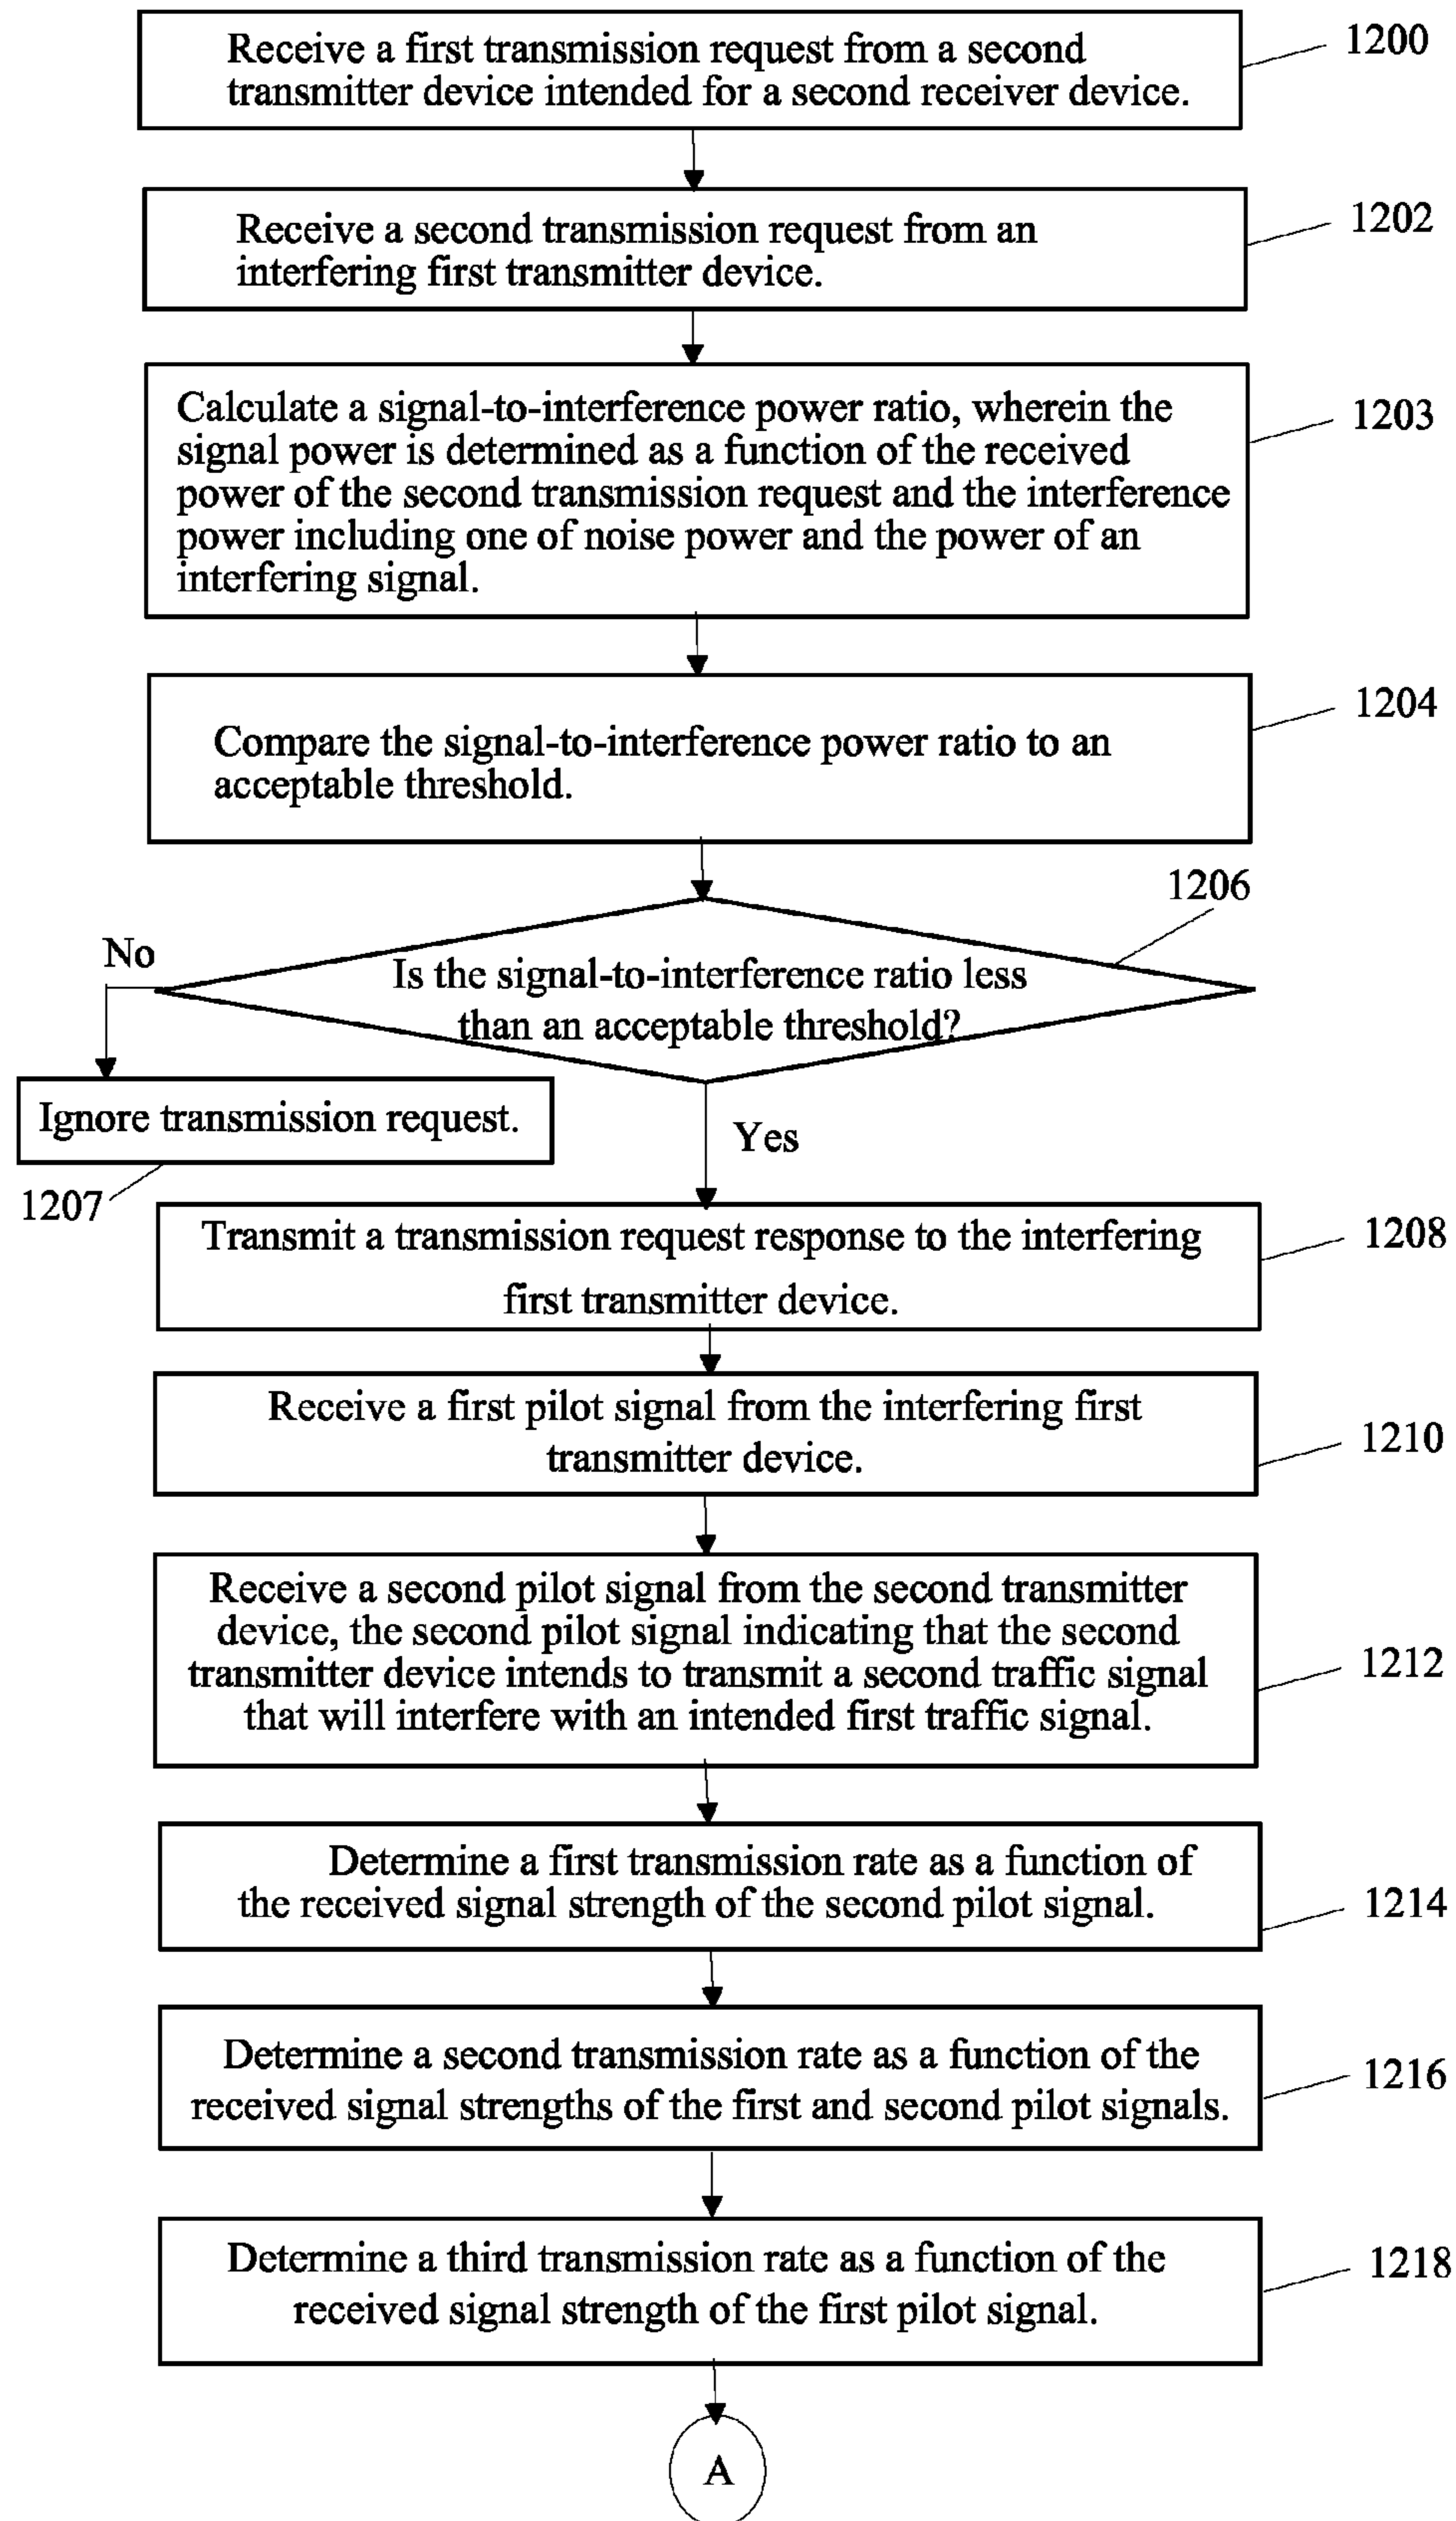 Receive a first transmission request from a second
transmitter device intended for a second receiver device.
1200
Receive a second transmission request from an
interfering first transmitter device.
1202
Calculate a signal-to-interference power ratio, wherein the
signal power is determined as a function of the received
power of the second transmission request and the interference
power including one of noise power and the power of an
interfering signal.
1203
Compare the signal-to-interference power ratio to an
acceptable threshold.
1204
1206
No
Is the signal-to-interference ratio less
than an acceptable threshold?
Ignore transmission request.
1207
Yes
Transmit a transmission request response to the interfering
first transmitter device.
1208
Receive a first pilot signal from the interfering first
transmitter device.
1210
Receive a second pilot signal from the second transmitter
device, the second pilot signal indicating that the second
transmitter device intends to transmit a second traffic signal
that will interfere with an intended first traffic signal.
1212
Determine a first transmission rate as a function of
the received signal strength of the second pilot signal.
1214
Determine a second transmission rate as a function of the
received signal strengths of the first and second pilot signals.
1216
Determine a third transmission rate as a function of the
received signal strength of the first pilot signal.
1218
A